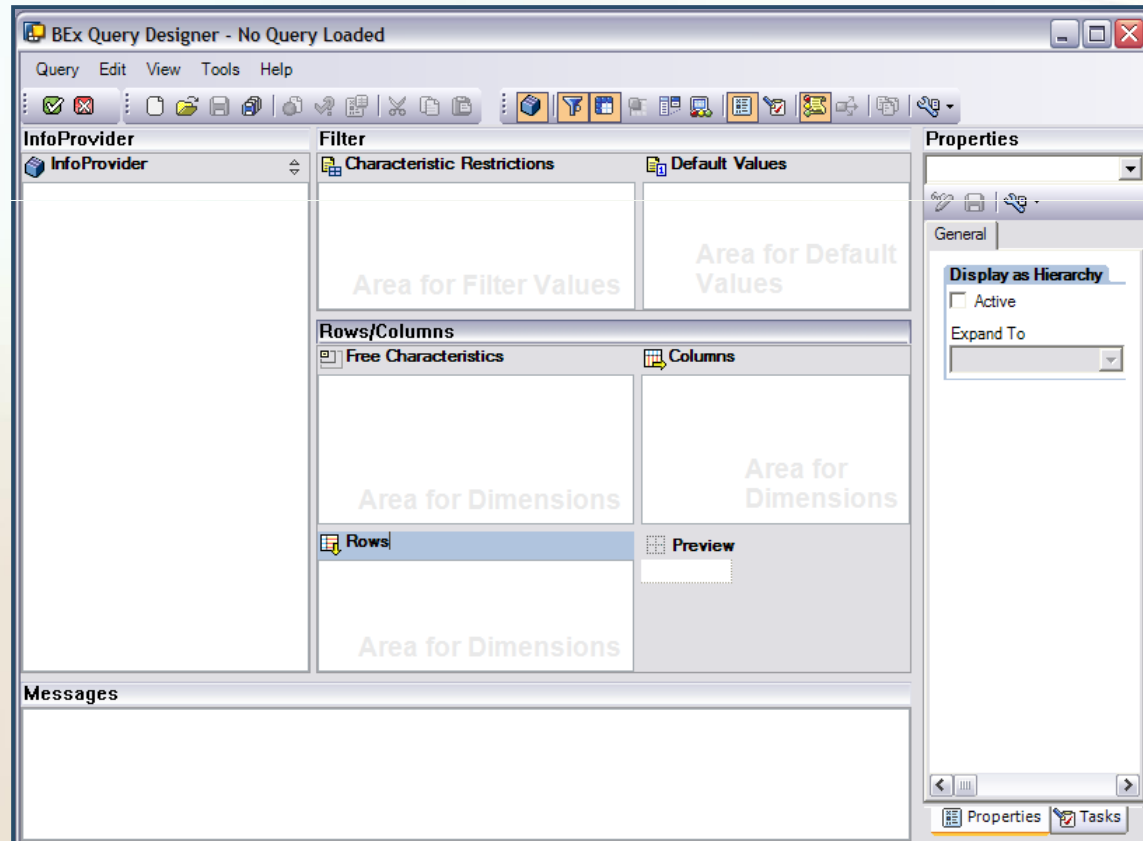 BEx Query Designer - No Query Loaded
Query Edit View Tools Help
InfoProvider
InfoProvider
Filter
Characteristic Restrictions
Default Values
Area for Filter Values
Area for Default
Values
Rows/Columns
Free Characteristics
Columns
Area for Dimensions
Area for
Dimensions
Rows
Preview
Area for Dimensions
Messages
Properties
General
Display as Hierarchy
Active
Expand To
Properties
Tasks